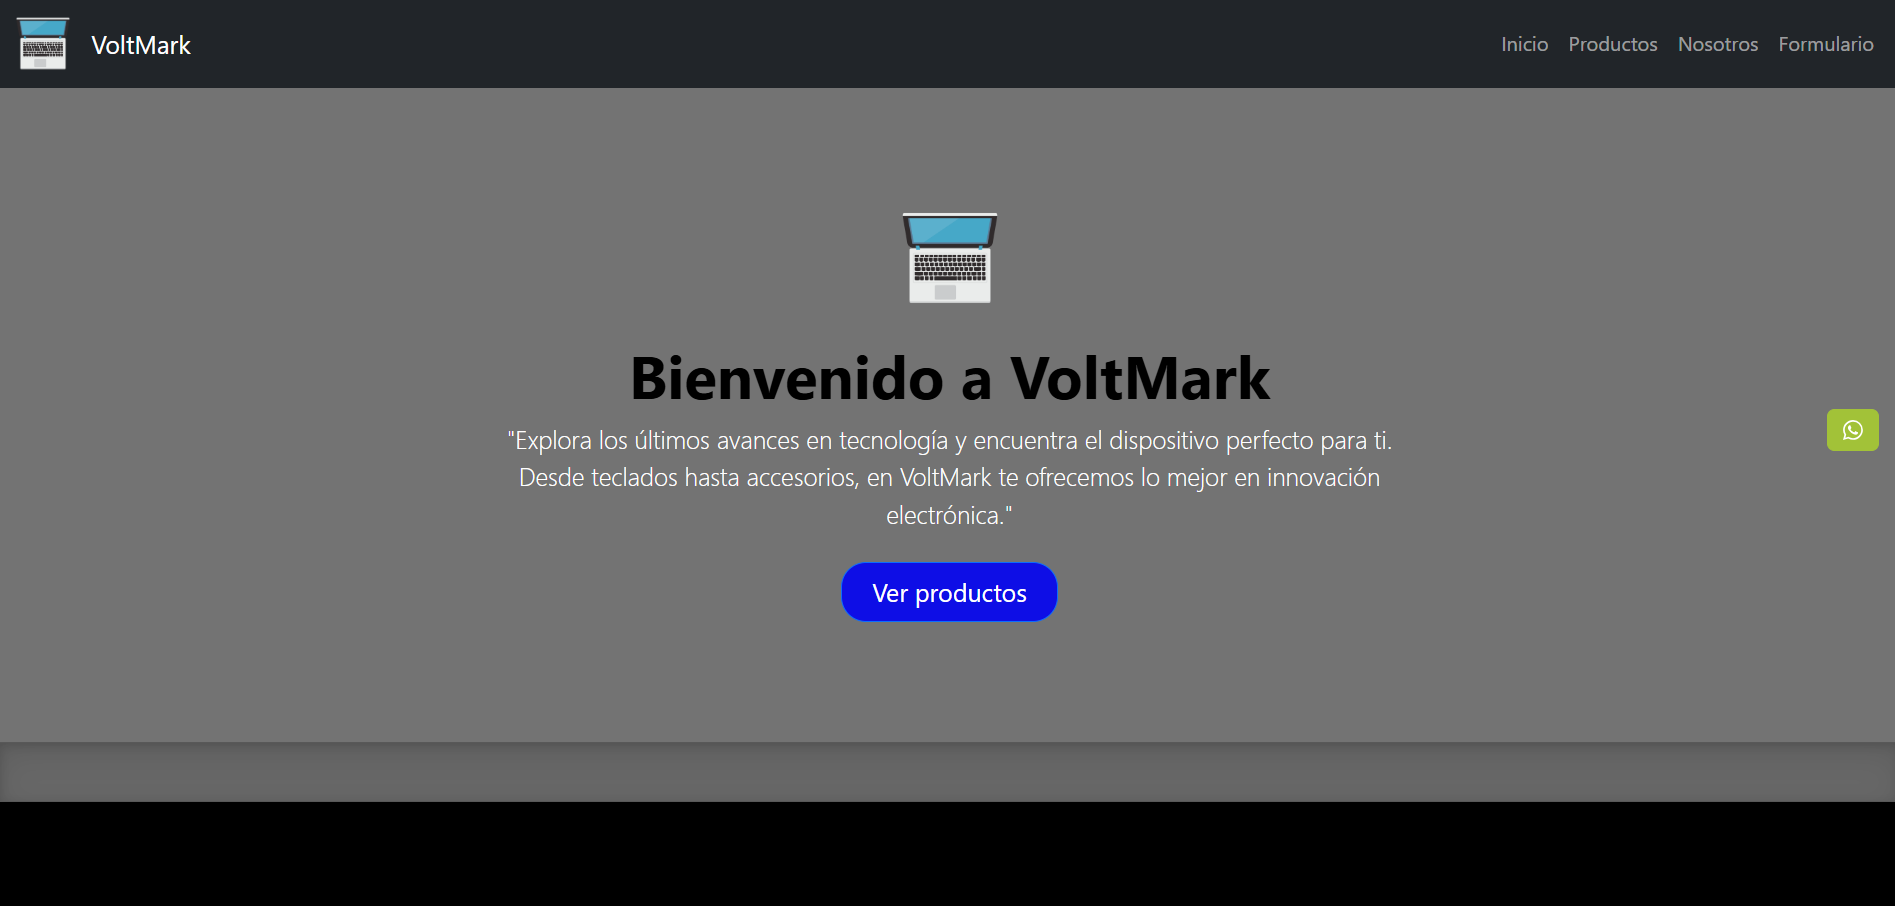 VoltMark
Inicio Productos Nosotros Formulario
Bienvenido a VoltMark
"Explora los últimos avances en tecnología y encuentra el dispositivo perfecto para ti.
Desde teclados hasta accesorios, en VoltMark te ofrecemos lo mejor en innovación
electrónica."
Ver productos